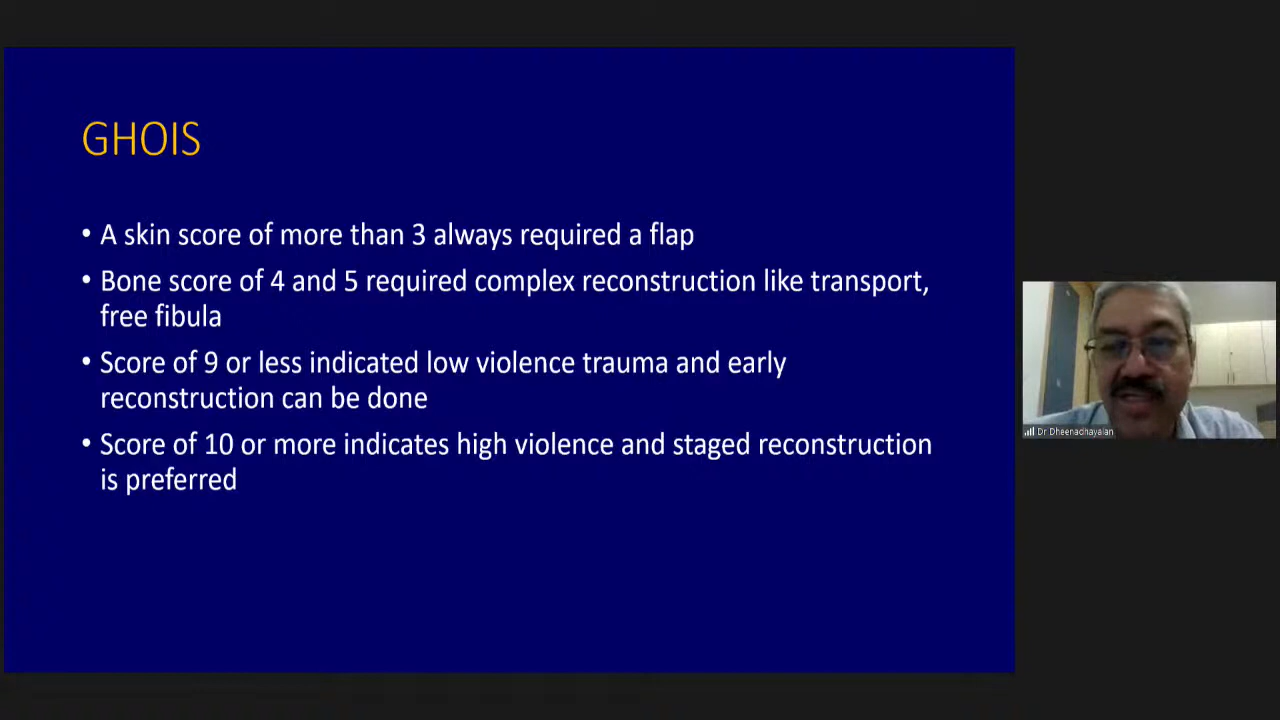 GHOIS
• A skin score of more than 3 always required a flap
• Bone score of 4 and 5 required complex reconstruction like transport,
free fibula
• Score of 9 or less indicated low violence trauma and early
reconstruction can be done
• Score of 10 or more indicates high violence and staged reconstruction
is preferred
Dr Dheenadhayalan